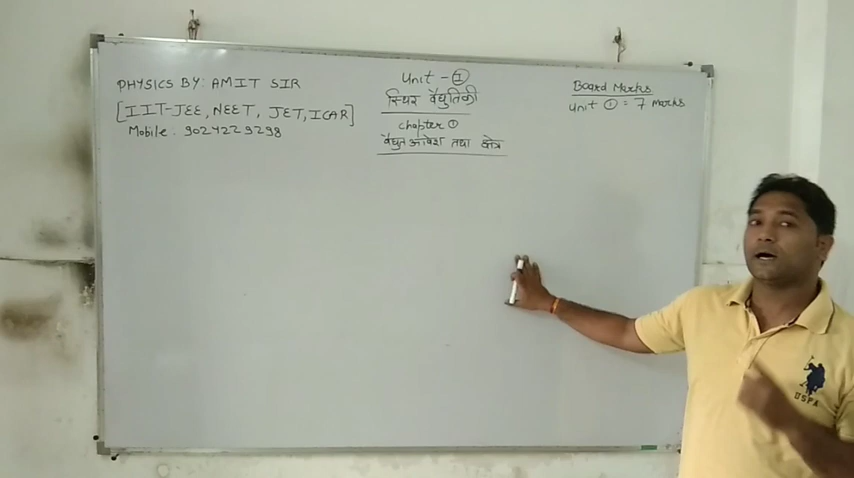 PHYSICS BY: AMIT SIR
[IIT-JEE, NEET, JET, ICAR]
Mobile: 9024229298
Unit - ①
स्थिर वैद्युतिकी
chapter ①
वैद्युत आवेश तथा क्षेत्र
Board Marks
Unit ① = 7 Marks
USPA